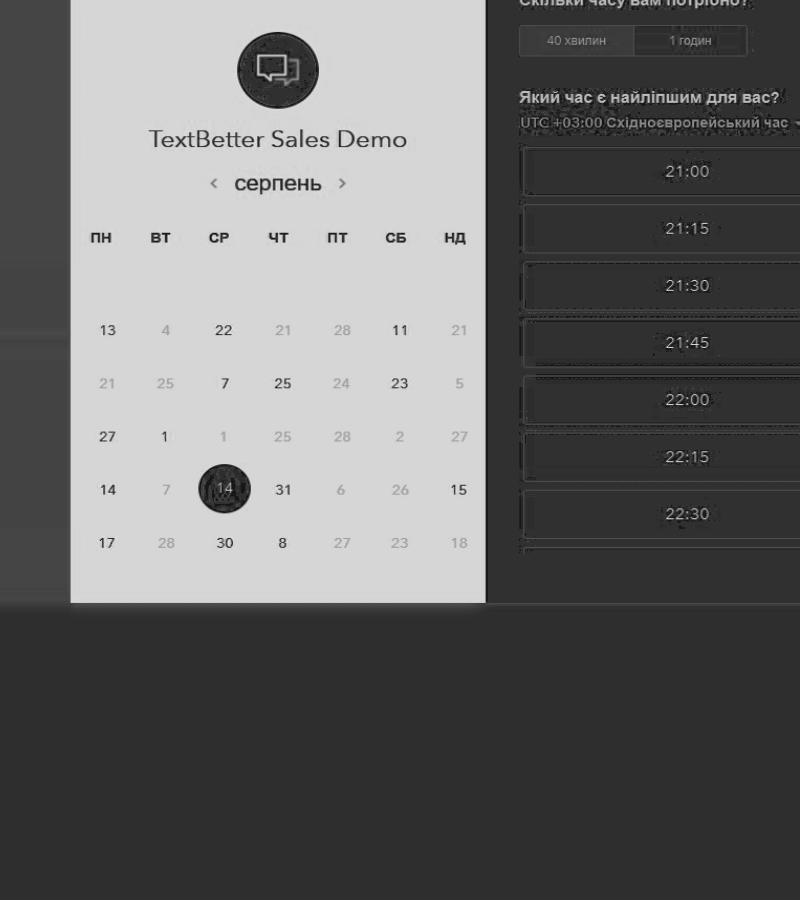 TextBetter Sales Demo
серпень
ПН ВТ СР ЧТ ПТ СБ НД
13 4 22 21 28 11 21
21 25 7 25 24 23 5
27 1 1 25 28 2 27
14 7 14 31 6 26 15
17 28 30 8 27 23 18
Скільки часу вам потрібно?
40 хвилин 1 годин
Який час є найліпшим для вас?
UTC +03:00 Східноєвропейський час
21:00
21:15
21:30
21:45
22:00
22:15
22:30